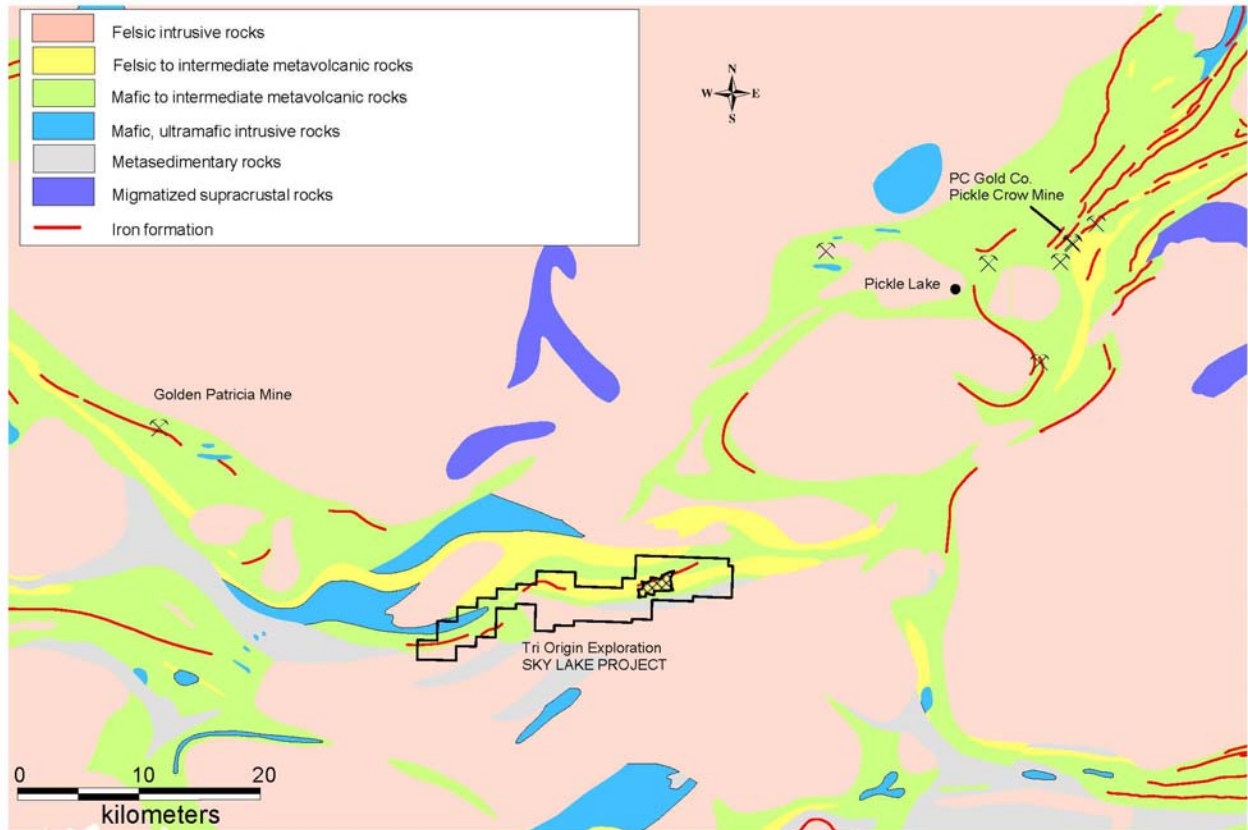 Felsic intrusive rocks
Felsic to intermediate metavolcanic rocks
Mafic to intermediate metavolcanic rocks
Mafic, ultramafic intrusive rocks
Metasedimentary rocks
Migmatized supracrustal rocks
Iron formation
N
W E
S
PC Gold Co.
Pickle Crow Mine
Pickle Lake
Golden Patricia Mine
Tri Origin Exploration
SKY LAKE PROJECT
0 10 20
kilometers